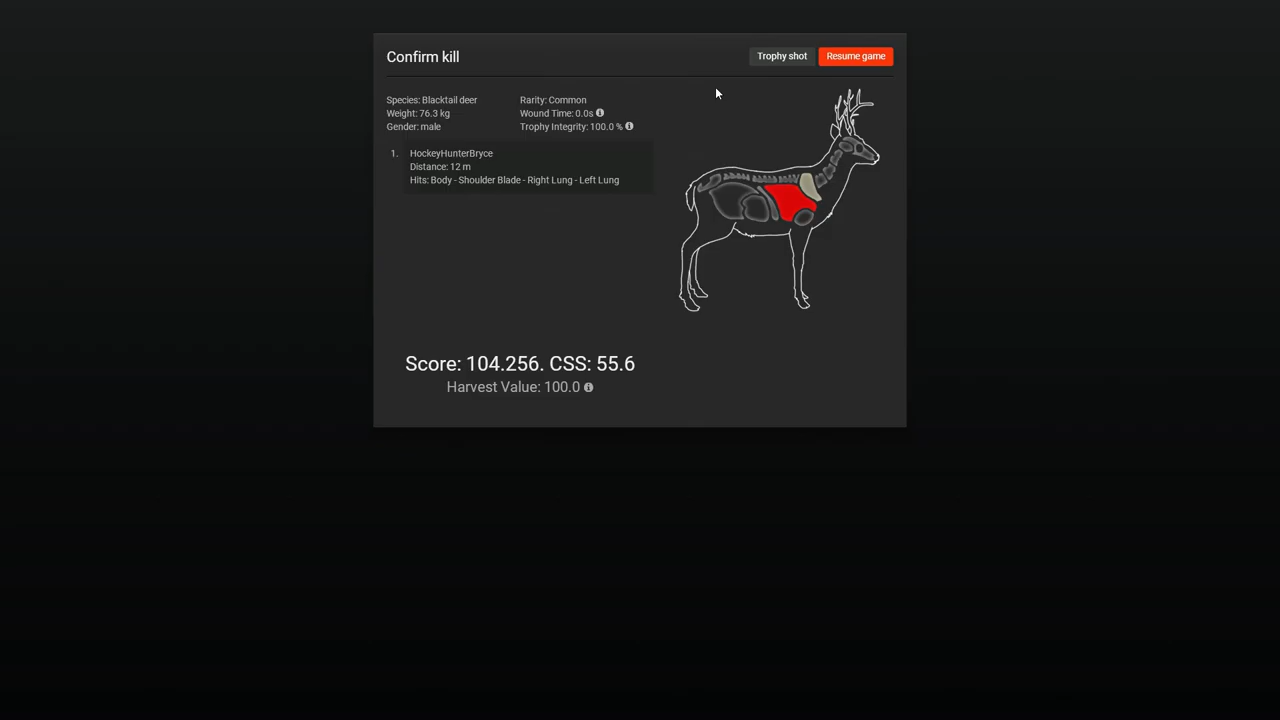 Confirm kill
Trophy shot
Resume game
Species: Blacktail deer
Rarity: Common
Weight: 76.3 kg
Wound Time: 0.0s
Gender: male
Trophy Integrity: 100.0 %
1. HockeyHunterBryce
Distance: 12 m
Hits: Body - Shoulder Blade - Right Lung - Left Lung
Score: 104.256. CSS: 55.6
Harvest Value: 100.0